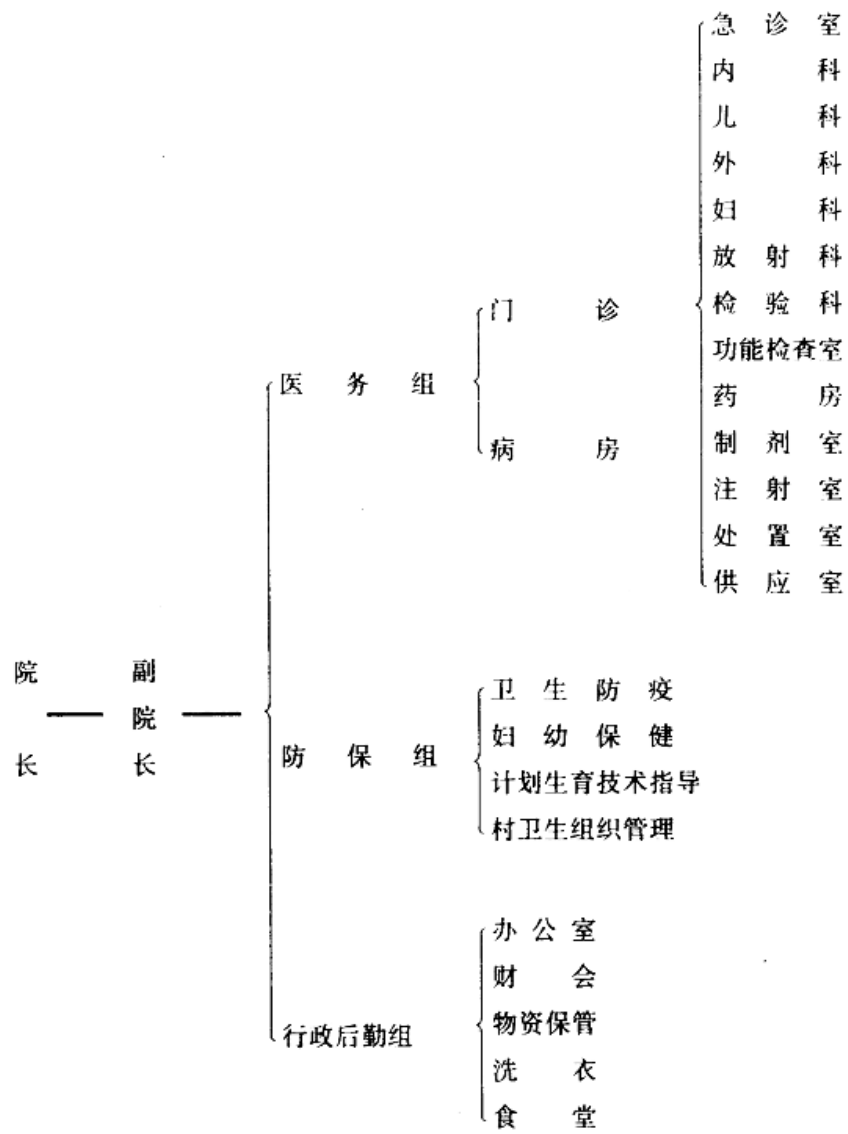 院长
副院长
医务组
门诊
急诊室
内科
儿科
外科
妇科
放射科
检验科
功能检查室
药房
制剂室
注射室
处置室
供应室
病房
防保组
卫生防疫
妇幼保健
计划生育技术指导
村卫生组织管理
行政后勤组
办公室
财会
物资保管
洗衣
食堂